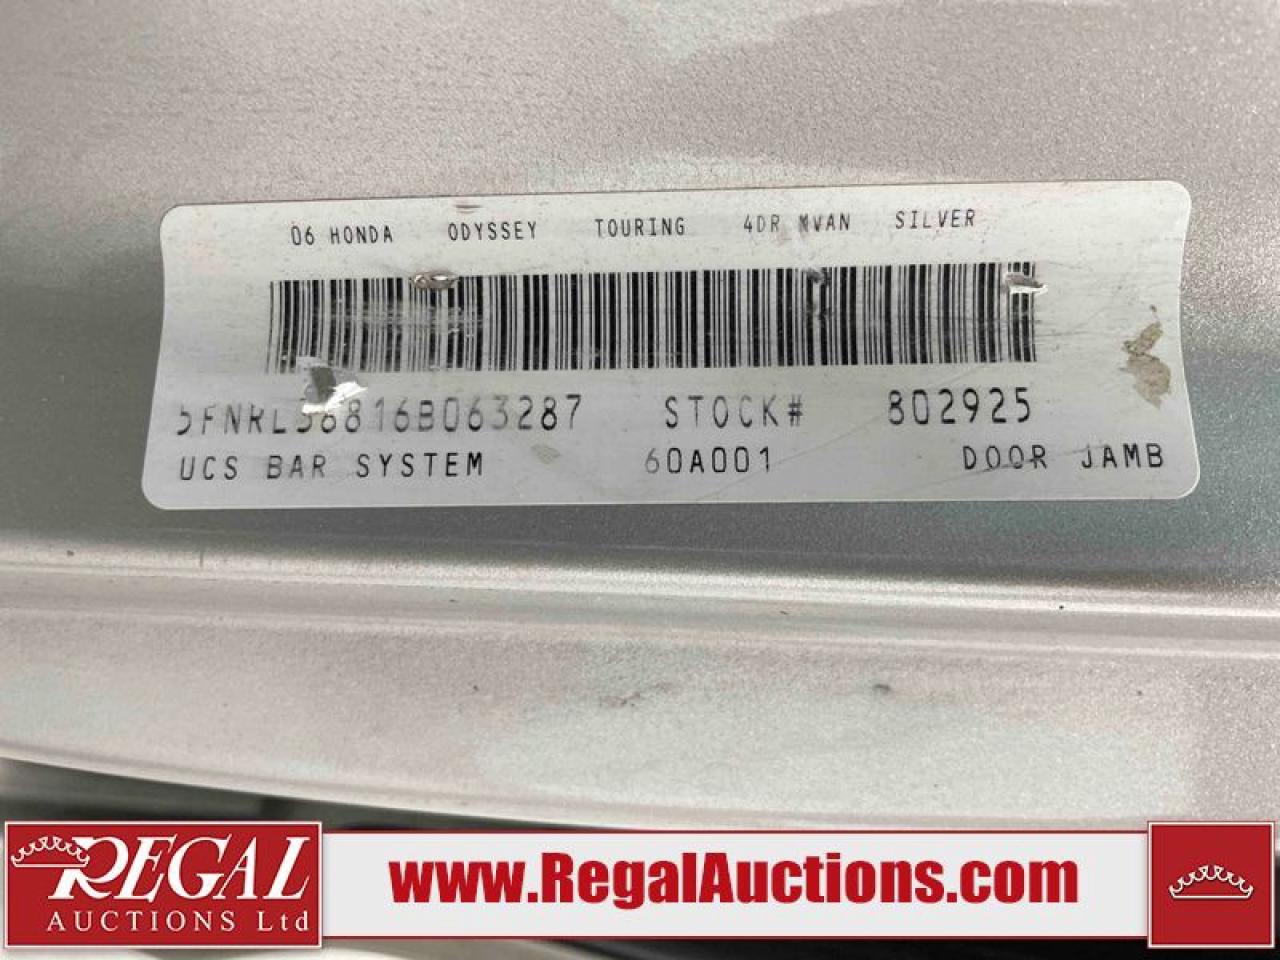 06 HONDA ODYSSEY TOURING 4DR MVAN SILVER
5FNRL38816B063287 STOCK# 802925
UCS BAR SYSTEM 60A001 DOOR JAMB
REGAL
AUCTIONS Ltd
www.RegalAuctions.com